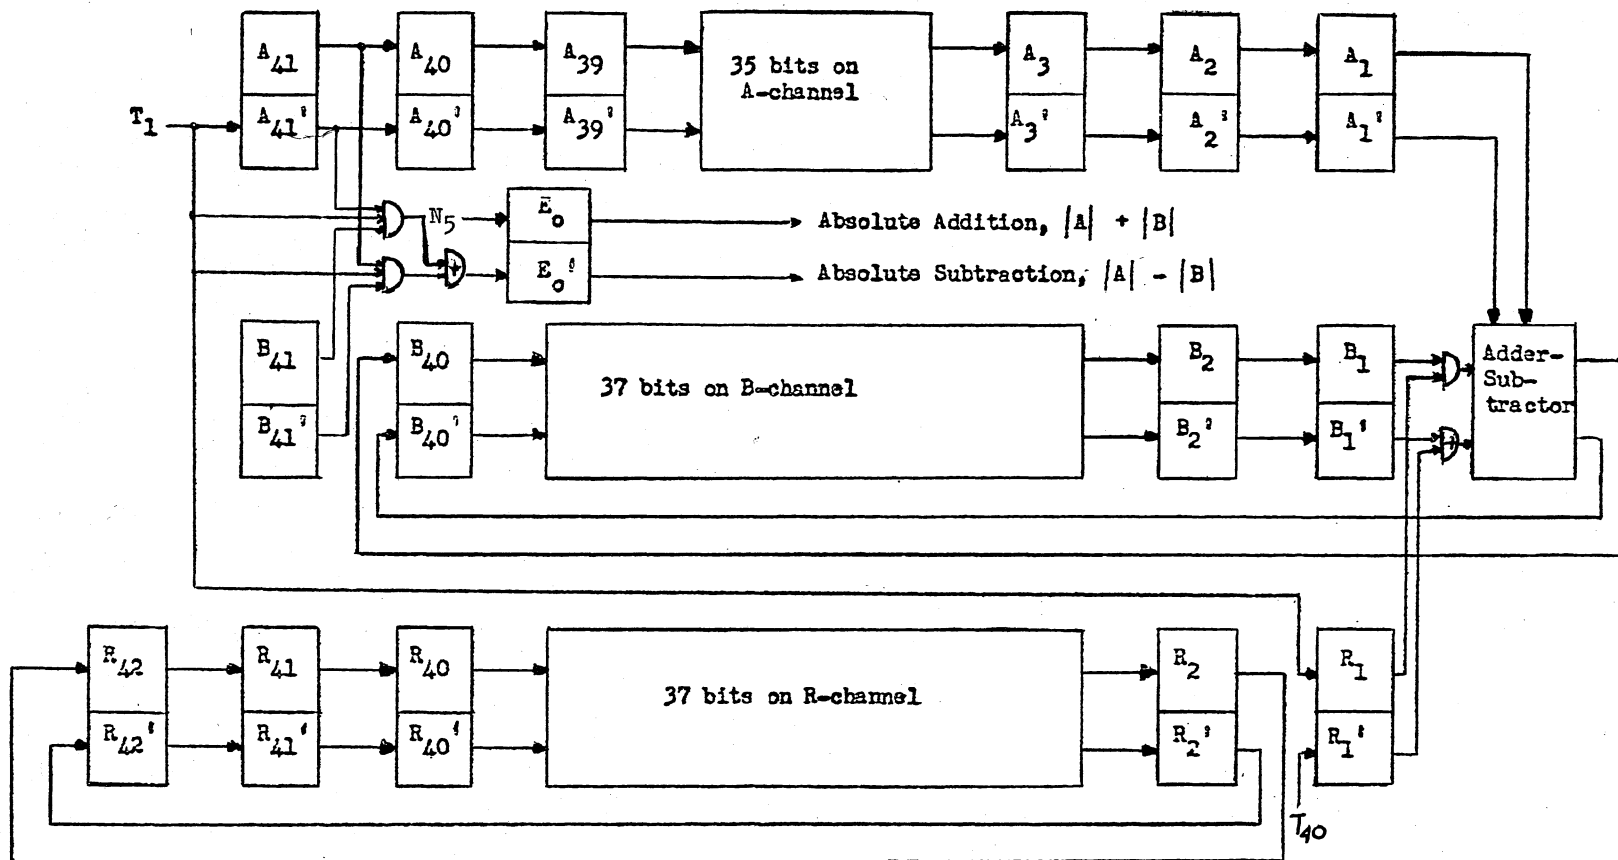 A41 A40 A39 35 bits on A-channel A3 A2 A1
T1 A41' A40' A39' A3' A2' A1'
N5 E0 Absolute Addition, |A| + |B|
E0' Absolute Subtraction, |A| - |B|
B41 B40 37 bits on B-channel B2 B1 Adder-Sub-tractor
B41' B40' B2' B1'
+
+
R42 R41 R40 37 bits on R-channel R2 R1
R42' R41' R40' R2' R1'
T40